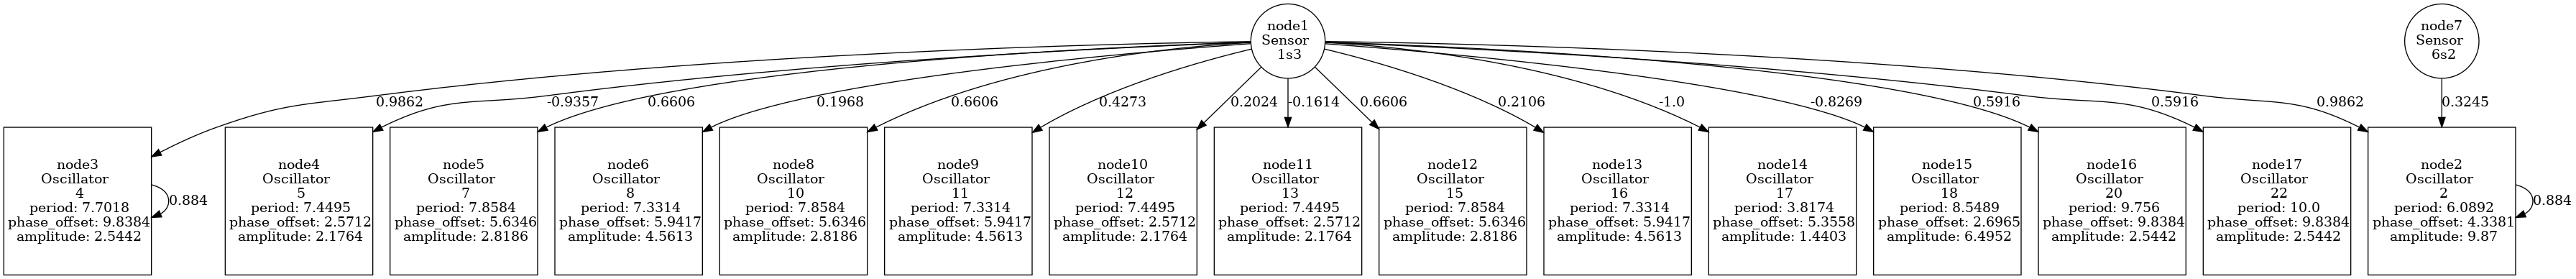 node1
Sensor
1s3
node7
Sensor
6s2
0.9862
-0.9357
0.6606
0.1968
0.6606
0.4273
0.2024
-0.1614
0.6606
0.2106
-1.0
-0.8269
0.5916
0.5916
0.9862
0.3245
node3
Oscillator
4
period: 7.7018
phase_offset: 9.8384
amplitude: 2.5442
0.884
node4
Oscillator
5
period: 7.4495
phase_offset: 2.5712
amplitude: 2.1764
node5
Oscillator
7
period: 7.8584
phase_offset: 5.6346
amplitude: 2.8186
node6
Oscillator
8
period: 7.3314
phase_offset: 5.9417
amplitude: 4.5613
node8
Oscillator
10
period: 7.8584
phase_offset: 5.6346
amplitude: 2.8186
node9
Oscillator
11
period: 7.3314
phase_offset: 5.9417
amplitude: 4.5613
node10
Oscillator
12
period: 7.4495
phase_offset: 2.5712
amplitude: 2.1764
node11
Oscillator
13
period: 7.4495
phase_offset: 2.5712
amplitude: 2.1764
node12
Oscillator
15
period: 7.8584
phase_offset: 5.6346
amplitude: 2.8186
node13
Oscillator
16
period: 7.3314
phase_offset: 5.9417
amplitude: 4.5613
node14
Oscillator
17
period: 3.8174
phase_offset: 5.3558
amplitude: 1.4403
node15
Oscillator
18
period: 8.5489
phase_offset: 2.6965
amplitude: 6.4952
node16
Oscillator
20
period: 9.756
phase_offset: 9.8384
amplitude: 2.5442
node17
Oscillator
22
period: 10.0
phase_offset: 9.8384
amplitude: 2.5442
node2
Oscillator
2
period: 6.0892
phase_offset: 4.3381
amplitude: 9.87
0.884